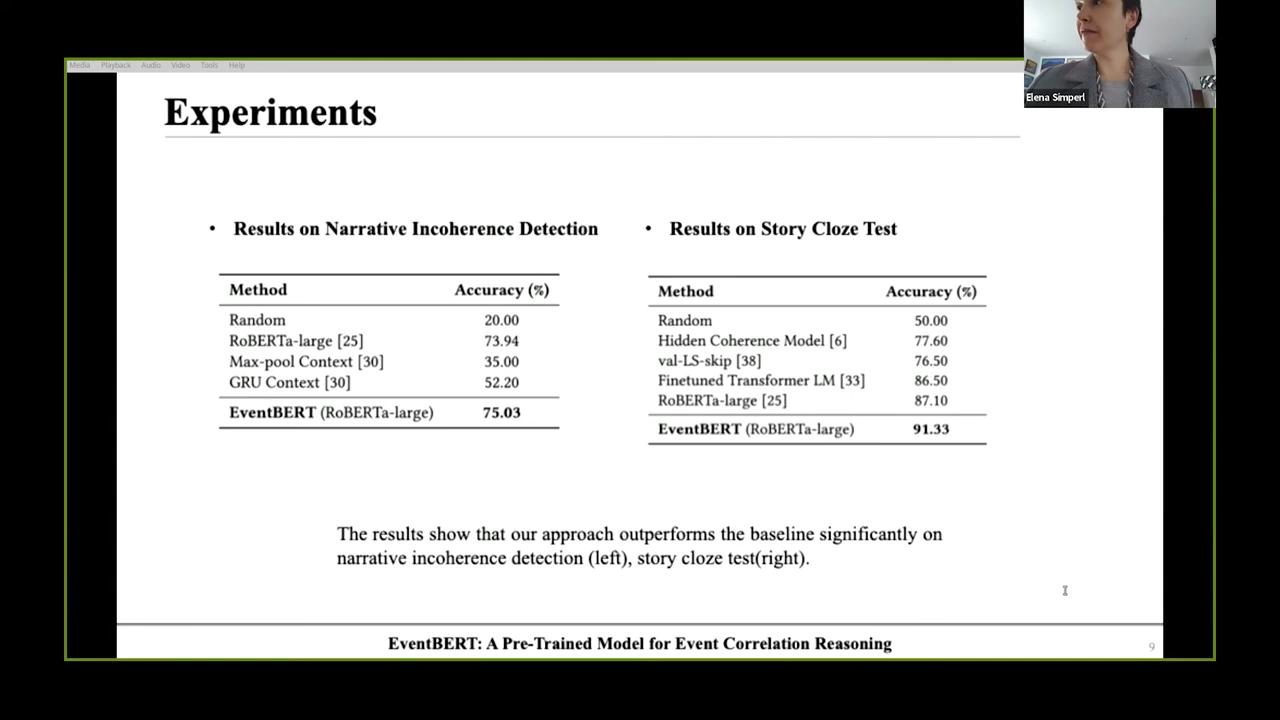 Media Playback Audio Video Tools Help
Elena Simperl
Experiments
• Results on Narrative Incoherence Detection
Method Accuracy (%)
Random 20.00
RoBERTa-large [25] 73.94
Max-pool Context [30] 35.00
GRU Context [30] 52.20
EventBERT (RoBERTa-large) 75.03
• Results on Story Cloze Test
Method Accuracy (%)
Random 50.00
Hidden Coherence Model [6] 77.60
val-LS-skip [38] 76.50
Finetuned Transformer LM [33] 86.50
RoBERTa-large [25] 87.10
EventBERT (RoBERTa-large) 91.33
The results show that our approach outperforms the baseline significantly on
narrative incoherence detection (left), story cloze test(right).
EventBERT: A Pre-Trained Model for Event Correlation Reasoning
9